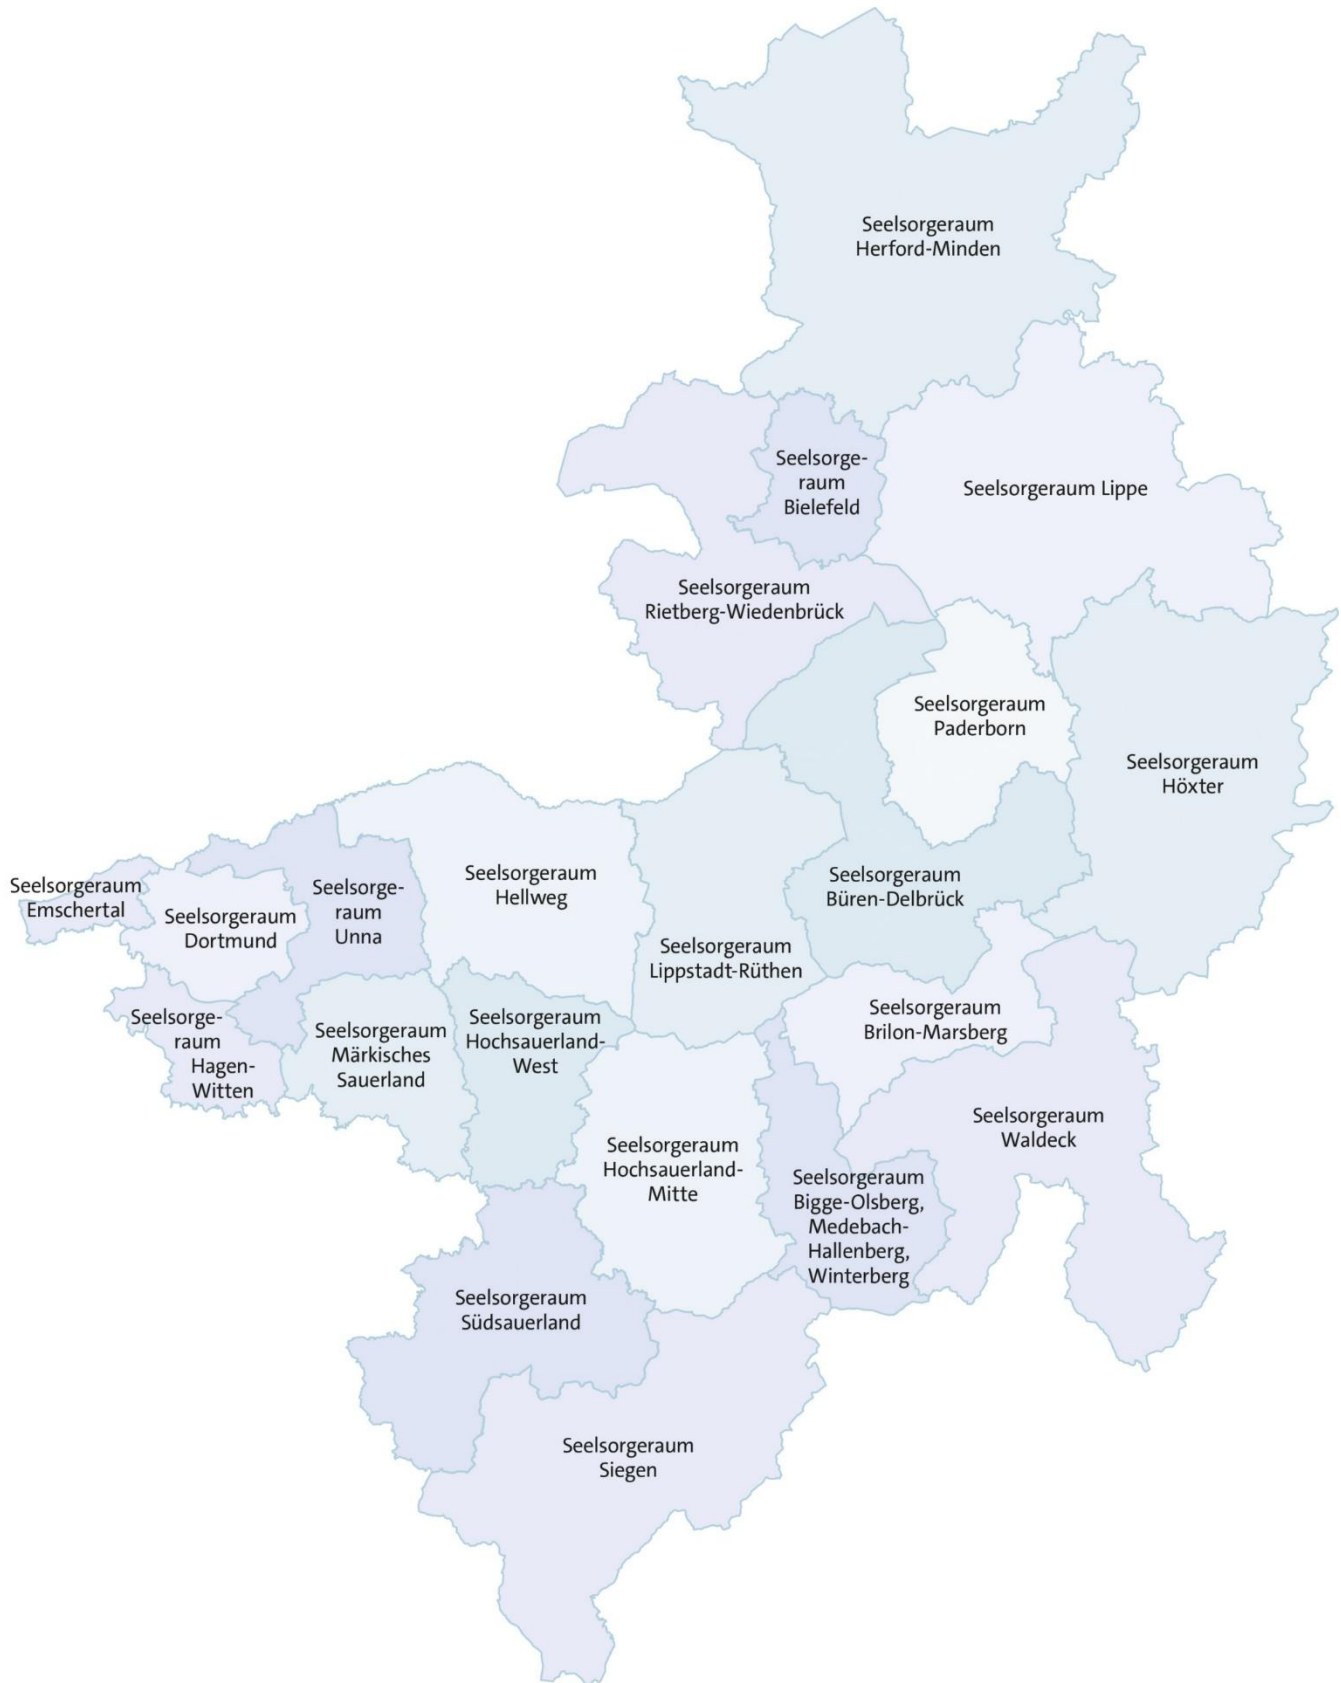 Seelsorgeraum
Herford-Minden
Seelsorge-
raum
Bielefeld
Seelsorgeraum Lippe
Seelsorgeraum
Rietberg-Wiedenbrück
Seelsorgeraum
Paderborn
Seelsorgeraum
Höxter
Seelsorgeraum
Emschertal
Seelsorgeraum
Dortmund
Seelsorge-
raum
Unna
Seelsorgeraum
Hellweg
Seelsorgeraum
Lippstadt-Rüthen
Seelsorgeraum
Büren-Delbrück
Seelsorge-
raum
Hagen-
Witten
Seelsorgeraum
Märkisches
Sauerland
Seelsorgeraum
Hochsauerland-
West
Seelsorgeraum
Brilon-Marsberg
Seelsorgeraum
Hochsauerland-
Mitte
Seelsorgeraum
Bigge-Olsberg,
Medebach-
Hallenberg,
Winterberg
Seelsorgeraum
Waldeck
Seelsorgeraum
Südsauerland
Seelsorgeraum
Siegen